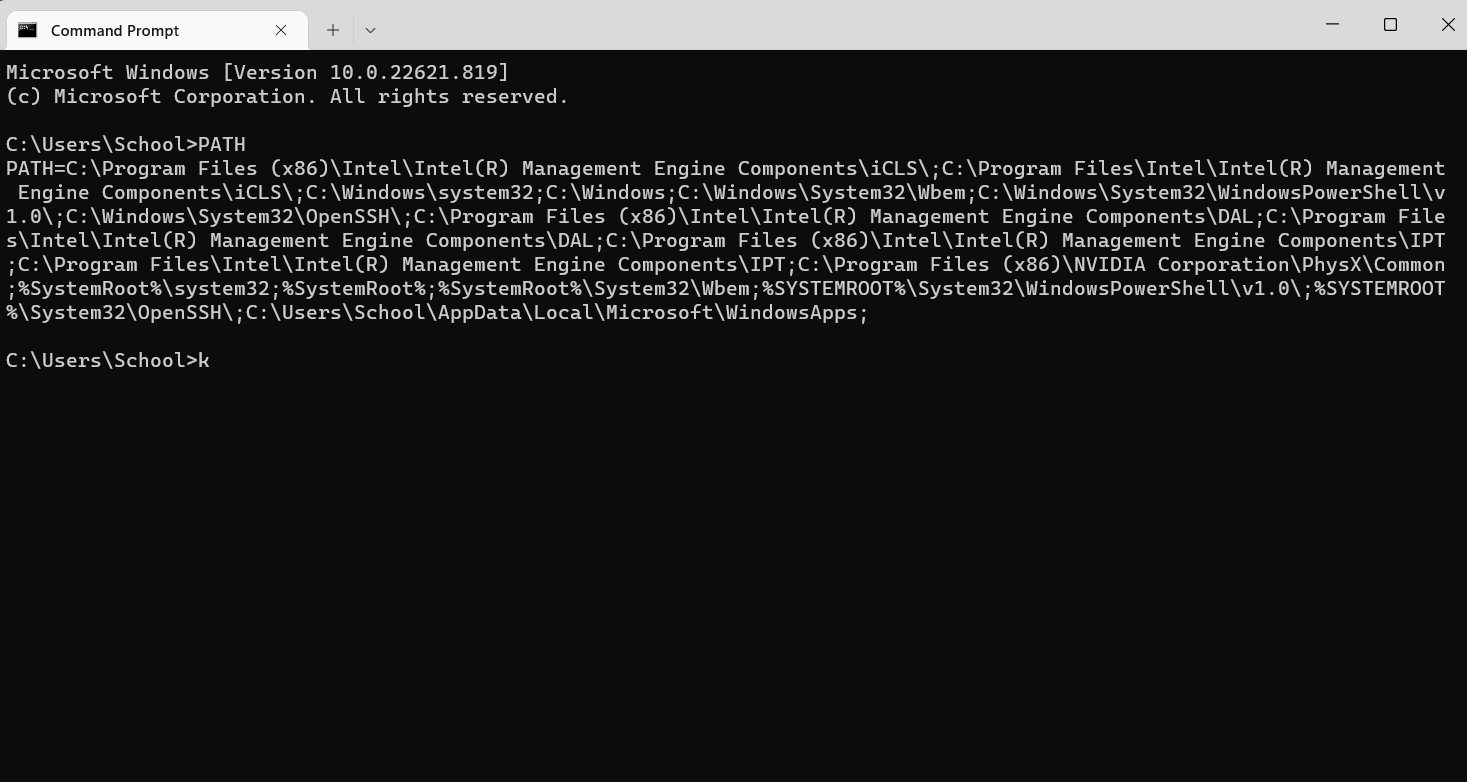 Command Prompt
Microsoft Windows [Version 10.0.22621.819]
(c) Microsoft Corporation. All rights reserved.
C:\Users\School>PATH
PATH=C:\Program Files (x86)\Intel\Intel(R) Management Engine Components\iCLS\;C:\Program Files\Intel\Intel(R) Management
 Engine Components\iCLS\;C:\Windows\system32;C:\Windows;C:\Windows\System32\Wbem;C:\Windows\System32\WindowsPowerShell\v
1.0\;C:\Windows\System32\OpenSSH\;C:\Program Files (x86)\Intel\Intel(R) Management Engine Components\DAL;C:\Program File
s\Intel\Intel(R) Management Engine Components\DAL;C:\Program Files (x86)\Intel\Intel(R) Management Engine Components\IPT
;C:\Program Files\Intel\Intel(R) Management Engine Components\IPT;C:\Program Files (x86)\NVIDIA Corporation\PhysX\Common
;%SystemRoot%\system32;%SystemRoot%;%SystemRoot%\System32\Wbem;%SYSTEMROOT%\System32\WindowsPowerShell\v1.0\;%SYSTEMROOT
%\System32\OpenSSH\;C:\Users\School\AppData\Local\Microsoft\WindowsApps;
C:\Users\School>k